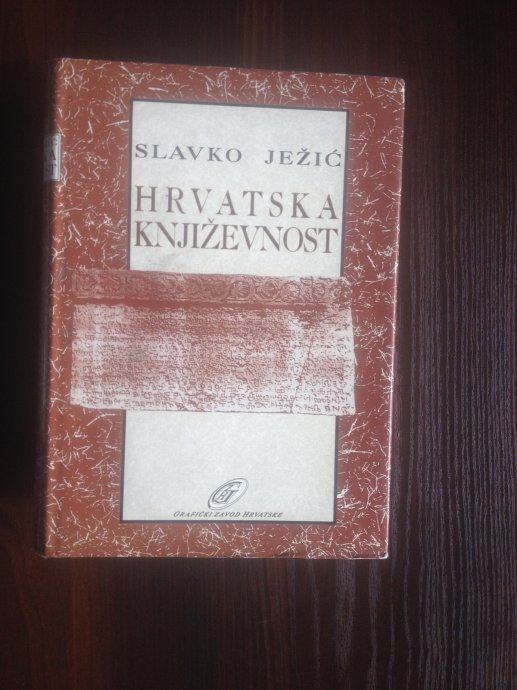 SLAVKO JEŽIĆ
HRVATSKA
KNJIŽEVNOST
GRAFIČKI ZAVOD HRVATSKE